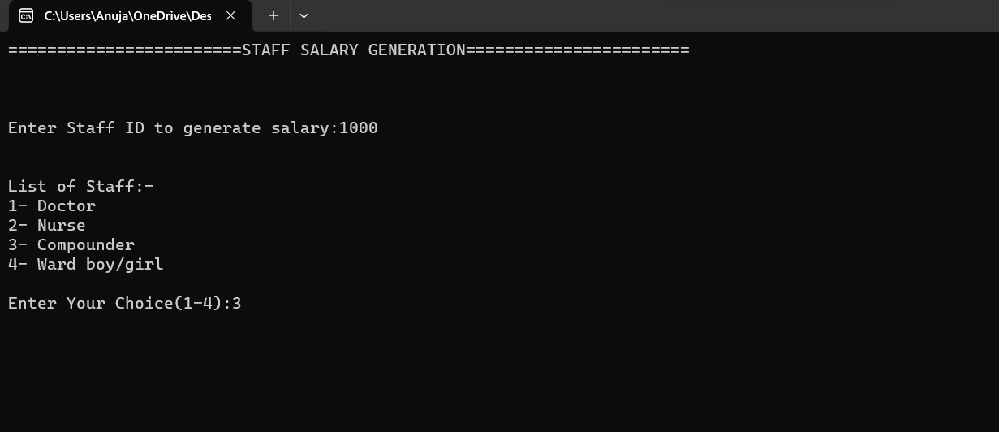 C:\Users\Anuja\OneDrive\Des
========================STAFF SALARY GENERATION=======================
Enter Staff ID to generate salary:1000
List of Staff:-
1- Doctor
2- Nurse
3- Compounder
4- Ward boy/girl
Enter Your Choice(1-4):3